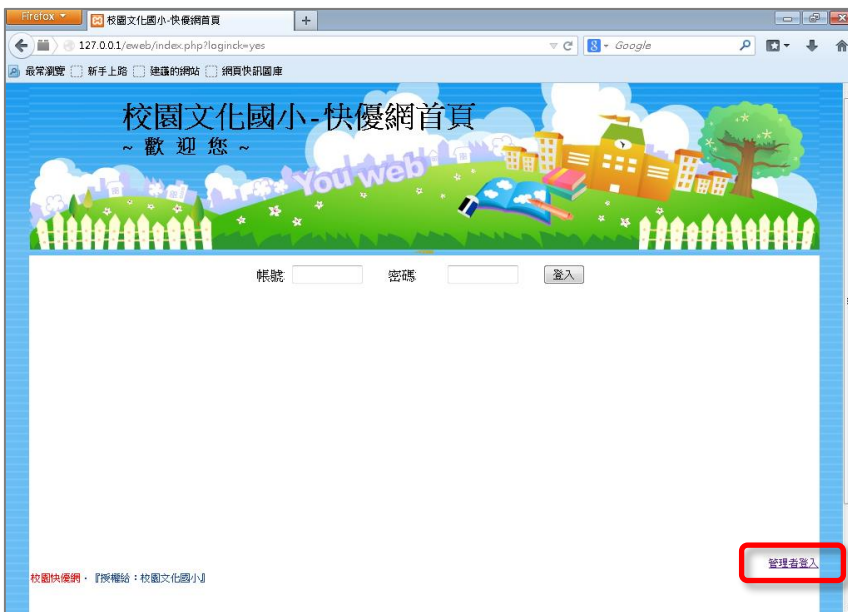 Firefox
校園文化國小-快優網首頁
127.0.0.1/eweb/index.php?loginck=yes
Google
最常瀏覽 新手上路 建議的網站 網頁快訊圖庫
校園文化國小-快優網首頁
~ 歡 迎 您 ~
You web
帳號: 密碼: 登入
管理者登入
校園快優網．『授權給：校園文化國小』